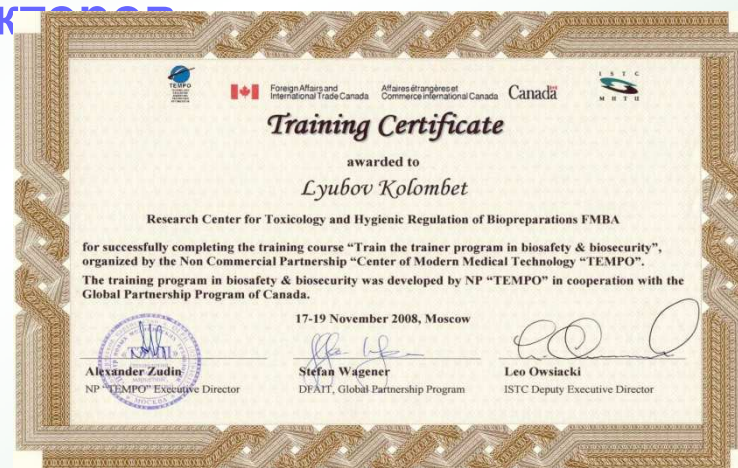 TEMPO
Foreign Affairs and
International Trade Canada
Affaires étrangères et
Commerce international Canada
Canada
I S T C
М Н Т Ц
Training Certificate
awarded to
Lyubov Kolombet
Research Center for Toxicology and Hygienic Regulation of Biopreparations FMBA
for successfully completing the training course “Train the trainer program in biosafety & biosecurity”,
organized by the Non Commercial Partnership “Center of Modern Medical Technology “TEMPO”.
The training program in biosafety & biosecurity was developed by NP “TEMPO” in cooperation with the
Global Partnership Program of Canada.
17-19 November 2008, Moscow
Alexander Zudin
NP “TEMPO” Executive Director
Stefan Wagener
DFAIT, Global Partnership Program
Leo Owsiacki
ISTC Deputy Executive Director